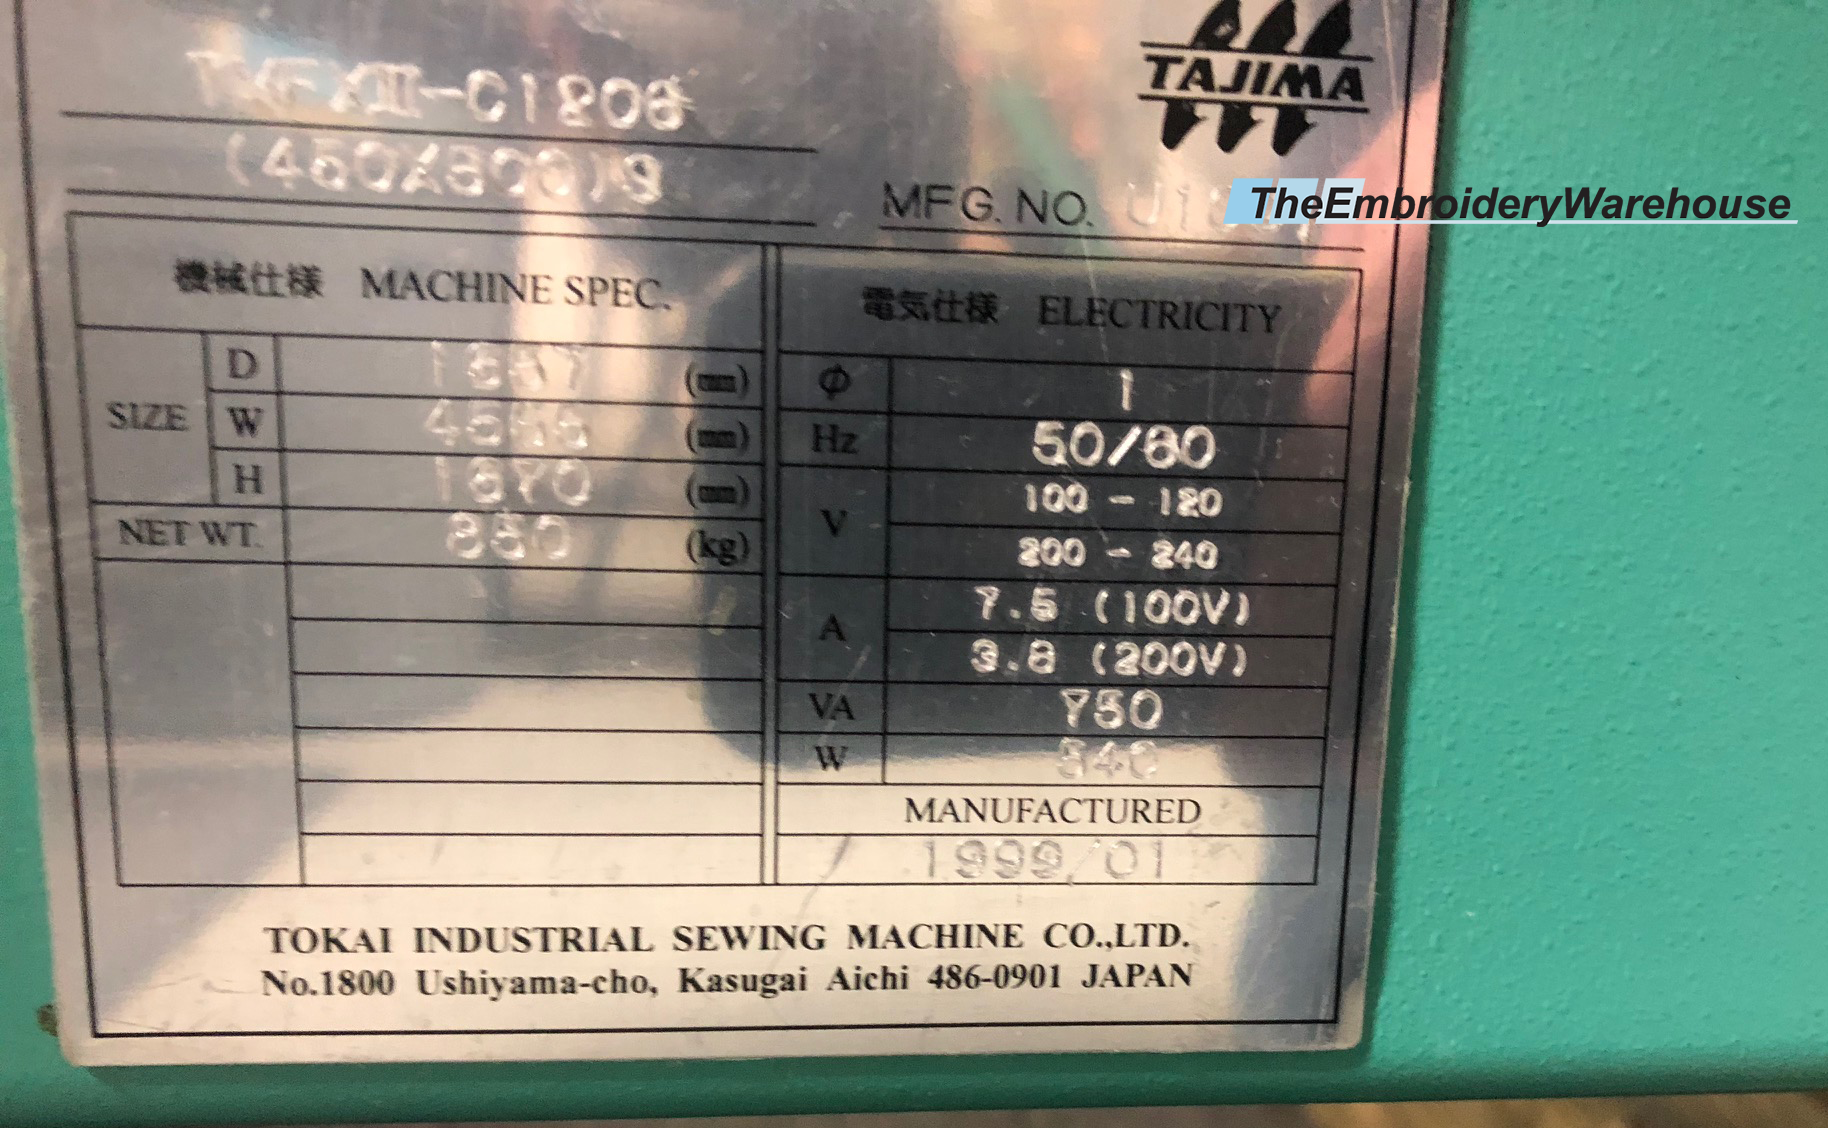 TAJIMA
MFG. NO.
TheEmbroideryWarehouse
機械仕様 MACHINE SPEC.
電気仕様 ELECTRICITY
SIZE
D (mm)
W (mm)
H 1670 (mm)
NET WT. (kg)
Φ 1
Hz 50/60
V
100 - 120
200 - 240
A
7.5 (100V)
3.8 (200V)
VA 750
W
MANUFACTURED
1999/01
TOKAI INDUSTRIAL SEWING MACHINE CO.,LTD.
No.1800 Ushiyama-cho, Kasugai Aichi 486-0901 JAPAN